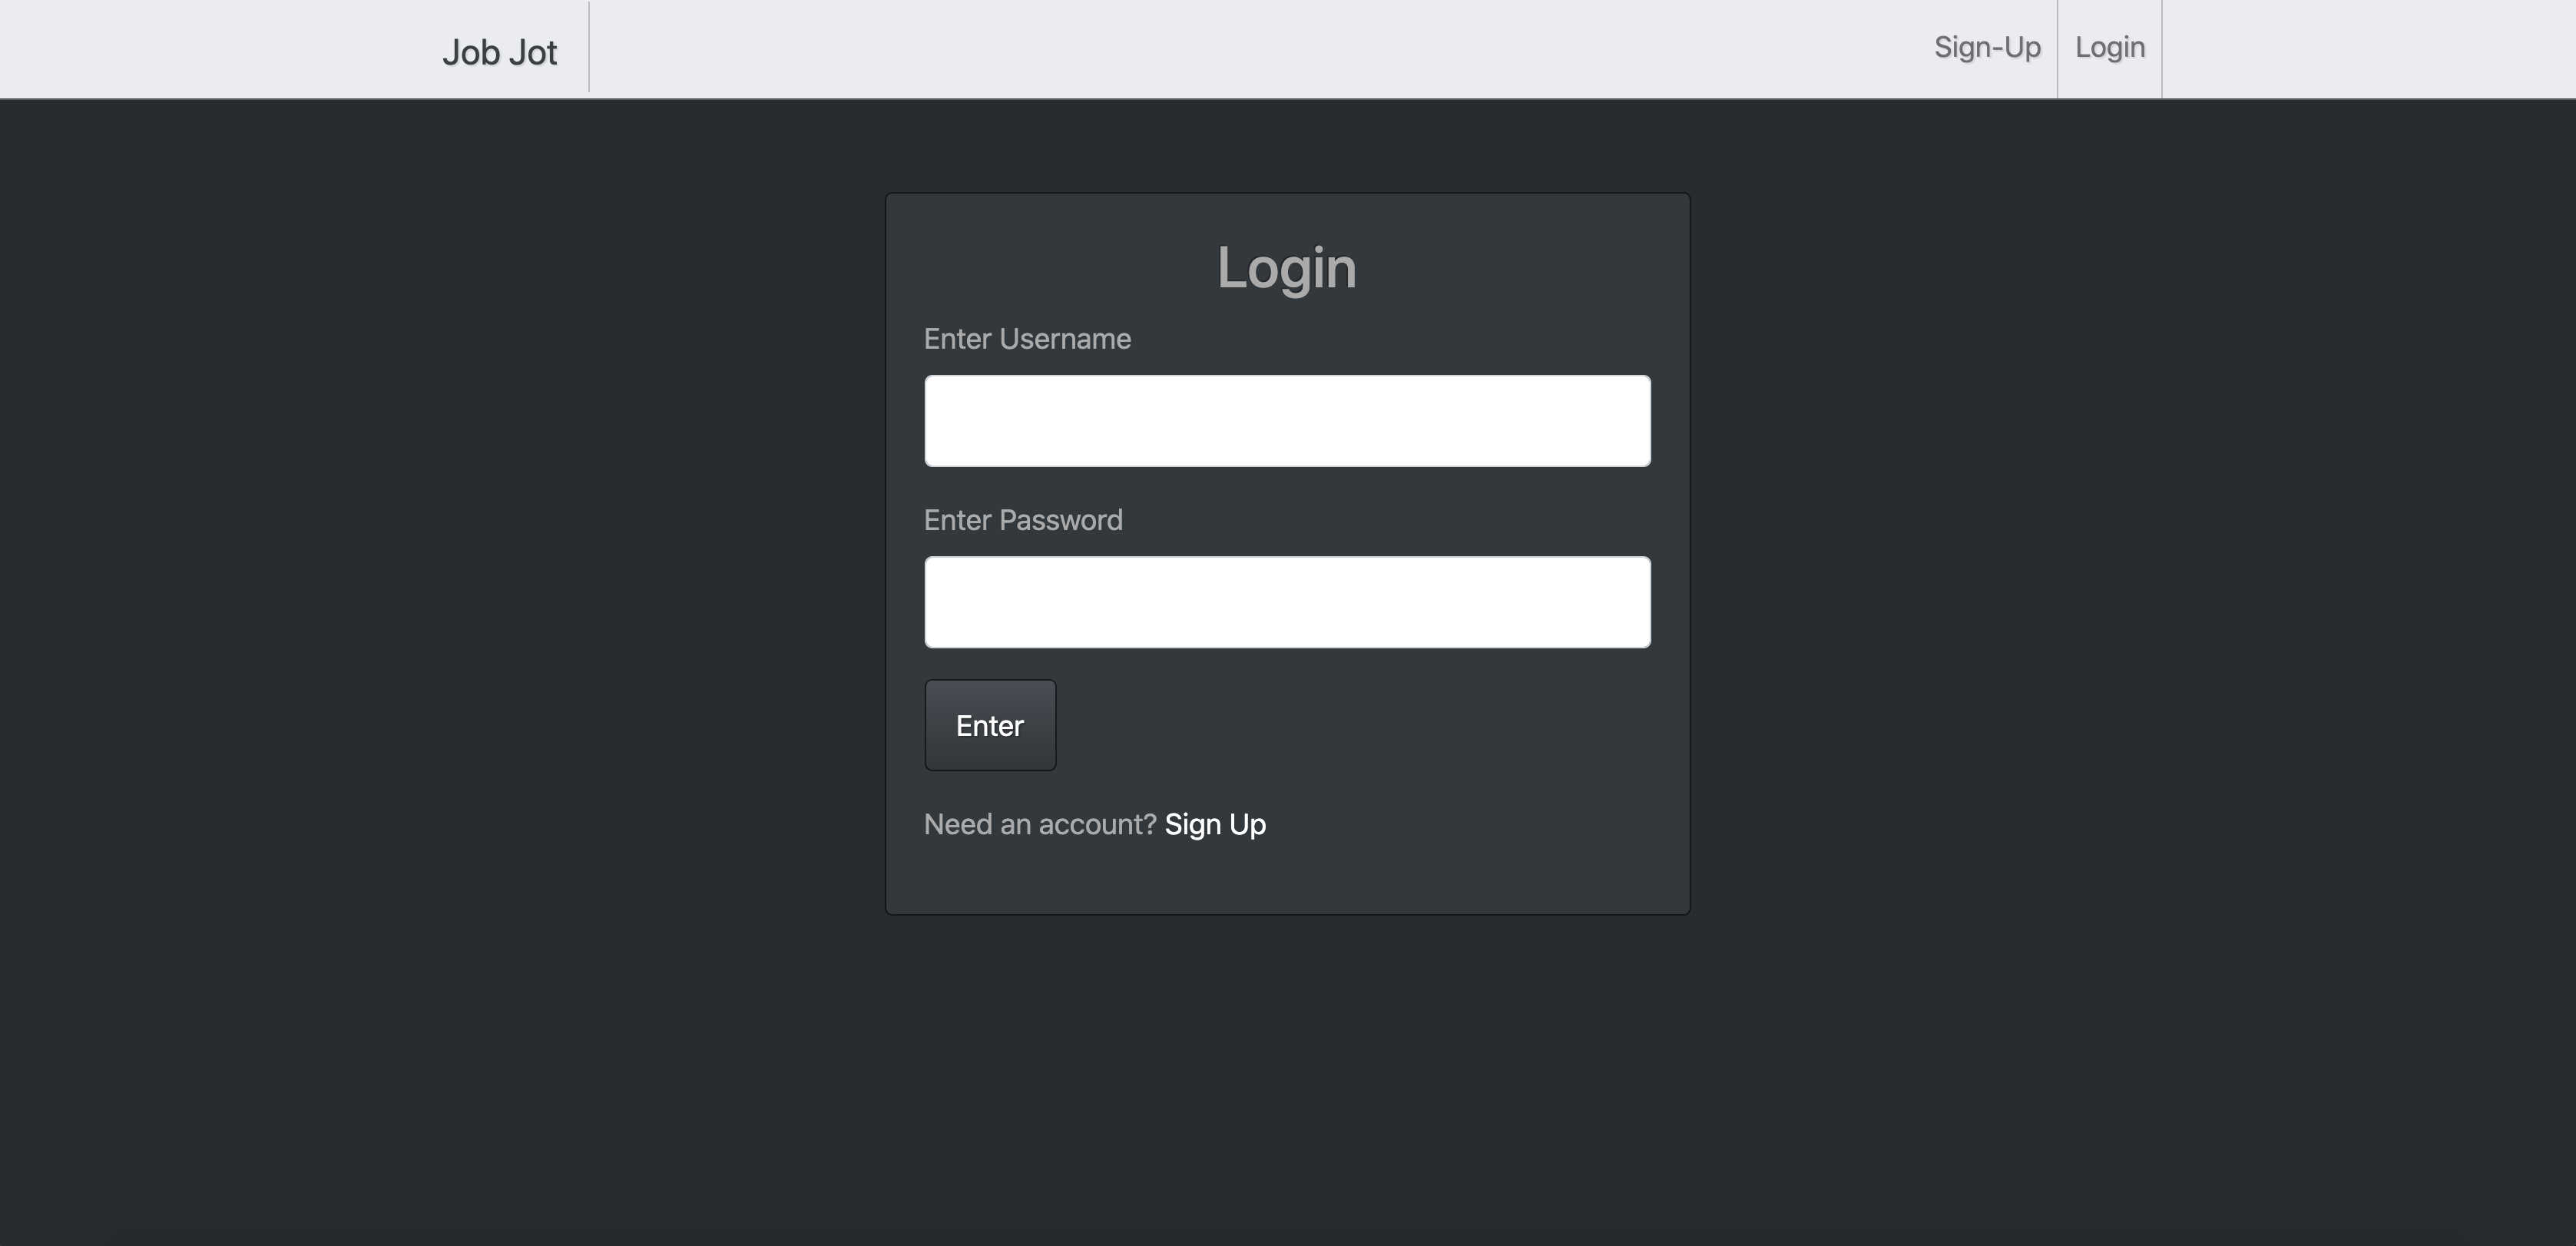 Job Jot
Sign-Up
Login
Login
Enter Username
Enter Password
Enter
Need an account? Sign Up